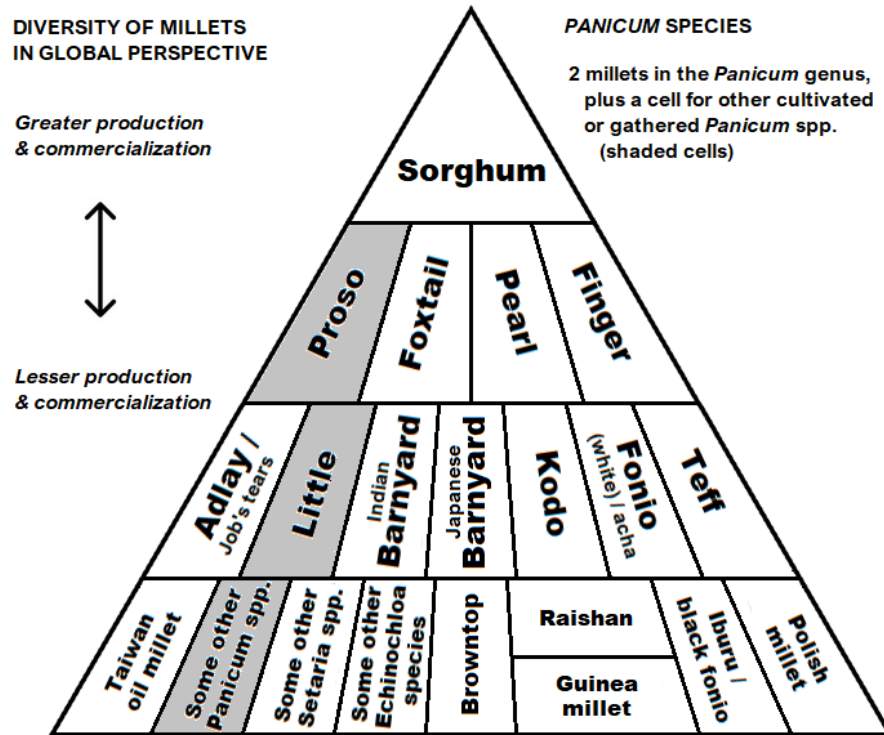 DIVERSITY OF MILLETS
IN GLOBAL PERSPECTIVE
Greater production
& commercialization
Lesser production
& commercialization
PANICUM SPECIES
2 millets in the Panicum genus,
plus a cell for other cultivated
or gathered Panicum spp.
(shaded cells)
Sorghum
Proso
Foxtail
Pearl
Finger
Adlay /
Job's tears
Little
Indian
Barnyard
Japanese
Barnyard
Kodo
Fonio
(white) / acha
Teff
Taiwan
oil millet
Some other
Panicum spp.
Some other
Setaria spp.
Some other
Echinochloa
species
Browntop
Raishan
Guinea
millet
Iburu /
black fonio
Polish
millet